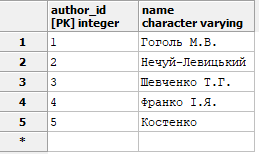 author_id name
[PK] integer character varying
1 1 Гоголь М.В.
2 2 Нечуй-Левицький
3 3 Шевченко Т.Г.
4 4 Франко І.Я.
5 5 Костенко
*